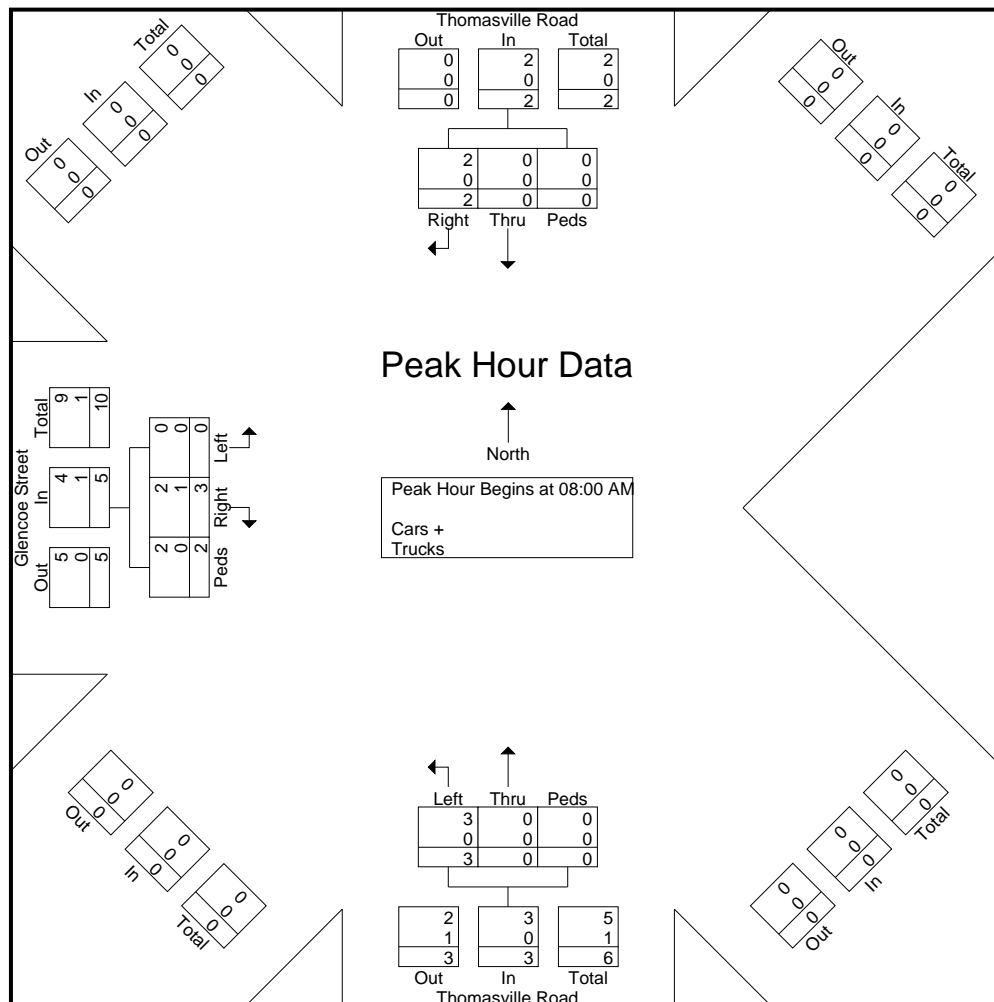 Thomasville Road
Out In Total
0 2 2
0 0 0
0 2 2
2 0 0
0 0 0
2 0 0
Right Thru Peds
Total
0 0 0
In
0 0 0
Out
0 0 0
Out
0 0 0
In
0 0 0
Total
0 0 0
Peak Hour Data
North
Peak Hour Begins at 08:00 AM
Cars +
Trucks
Glencoe Street
Out In Total
5 4 9
0 1 1
5 5 10
2 2 0
0 1 0
2 3 0
Peds Right Left
Left Thru Peds
3 0 0
0 0 0
3 0 0
2 3 5
1 0 1
3 3 6
Out In Total
Thomasville Road
0 0 0
Out
0 0 0
In
0 0 0
Total
0 0 0
Total
0 0 0
In
0 0 0
Out